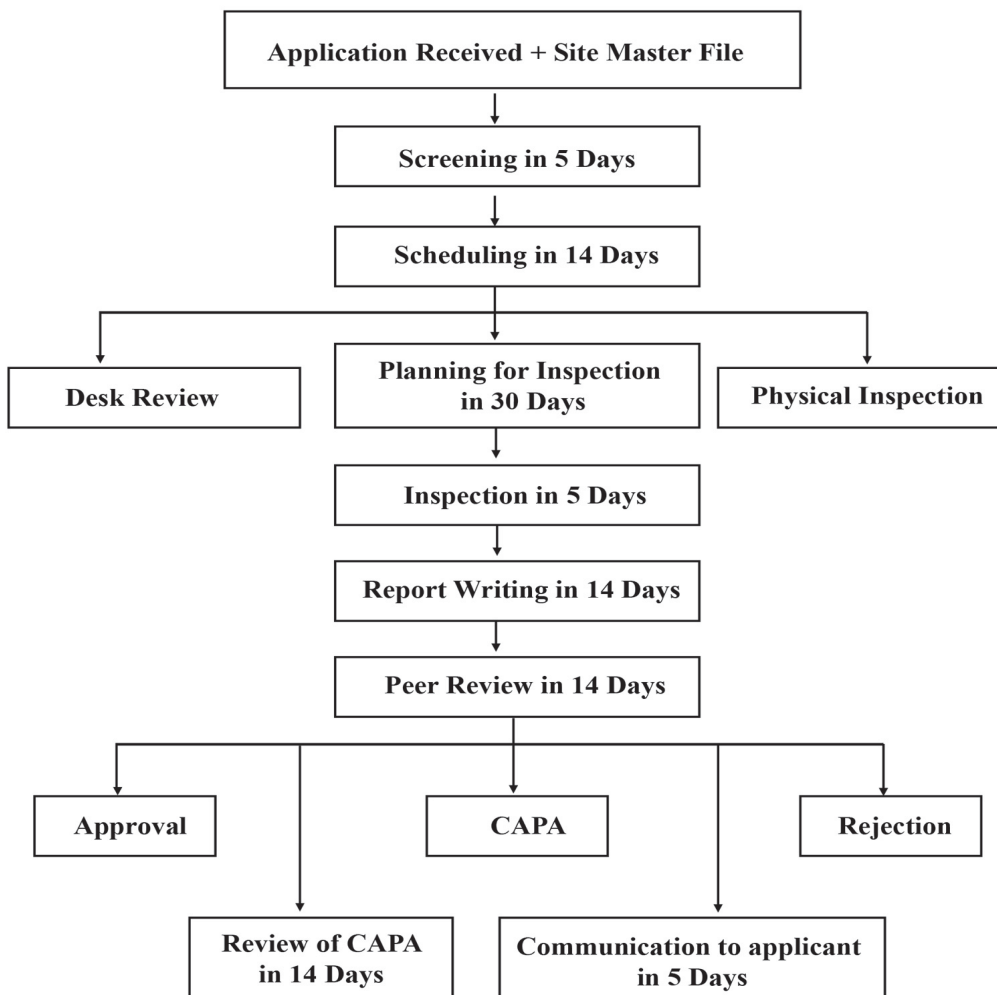 Application Received + Site Master File
Screening in 5 Days
Scheduling in 14 Days
Desk Review
Planning for Inspection
in 30 Days
Physical Inspection
Inspection in 5 Days
Report Writing in 14 Days
Peer Review in 14 Days
Approval
CAPA
Rejection
Review of CAPA
in 14 Days
Communication to applicant
in 5 Days